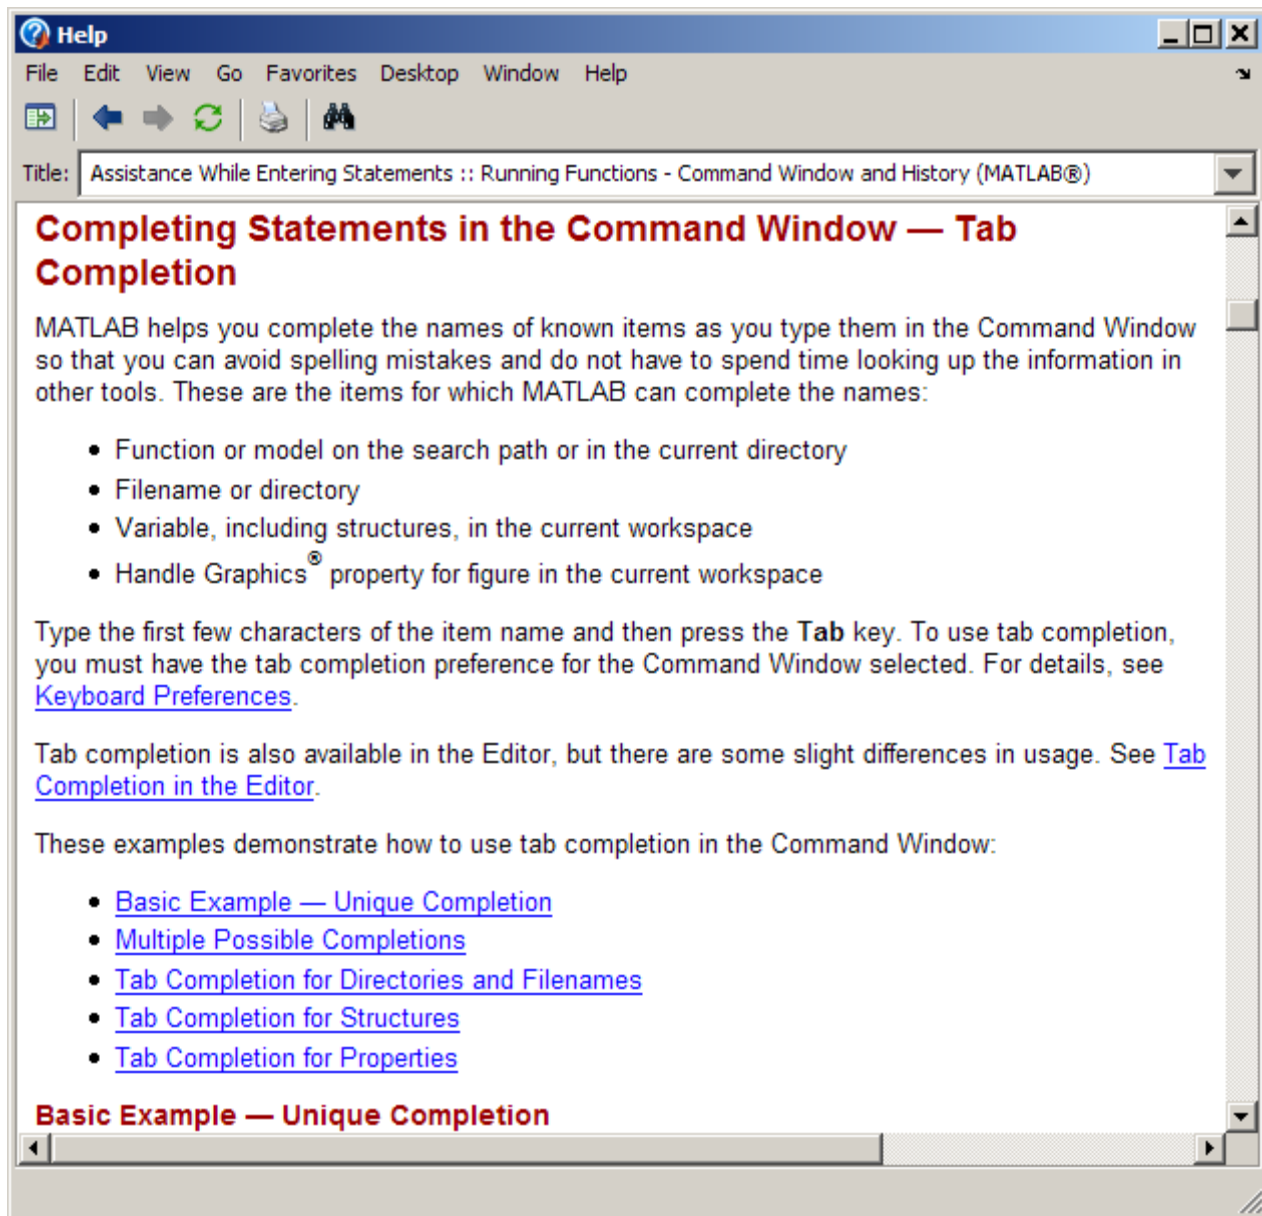 Help
File Edit View Go Favorites Desktop Window Help
Title: Assistance While Entering Statements :: Running Functions - Command Window and History (MATLAB®)
Completing Statements in the Command Window — Tab
Completion
MATLAB helps you complete the names of known items as you type them in the Command Window
so that you can avoid spelling mistakes and do not have to spend time looking up the information in
other tools. These are the items for which MATLAB can complete the names:
• Function or model on the search path or in the current directory
• Filename or directory
• Variable, including structures, in the current workspace
• Handle Graphics® property for figure in the current workspace
Type the first few characters of the item name and then press the Tab key. To use tab completion,
you must have the tab completion preference for the Command Window selected. For details, see
Keyboard Preferences.
Tab completion is also available in the Editor, but there are some slight differences in usage. See Tab
Completion in the Editor.
These examples demonstrate how to use tab completion in the Command Window:
• Basic Example — Unique Completion
• Multiple Possible Completions
• Tab Completion for Directories and Filenames
• Tab Completion for Structures
• Tab Completion for Properties
Basic Example — Unique Completion